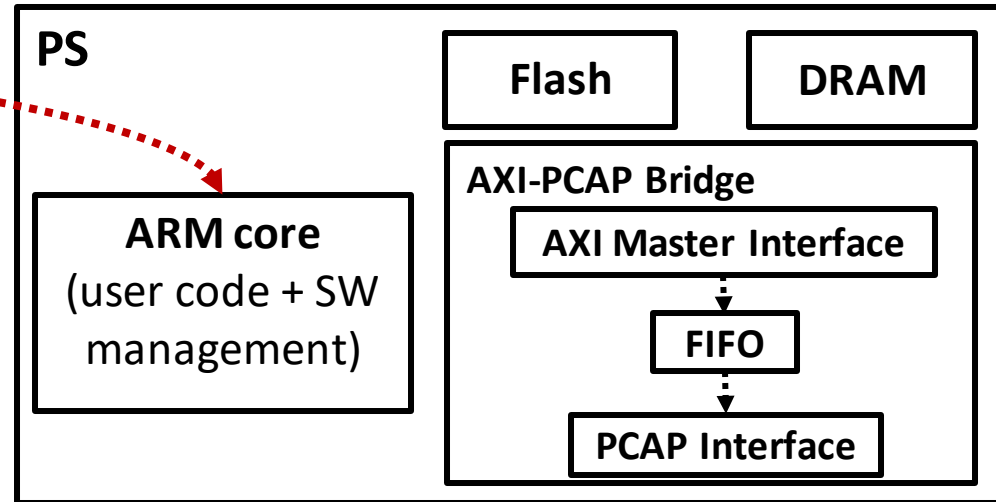 PS
Flash
DRAM
AXI-PCAP Bridge
AXI Master Interface
FIFO
PCAP Interface
ARM core
(user code + SW
management)